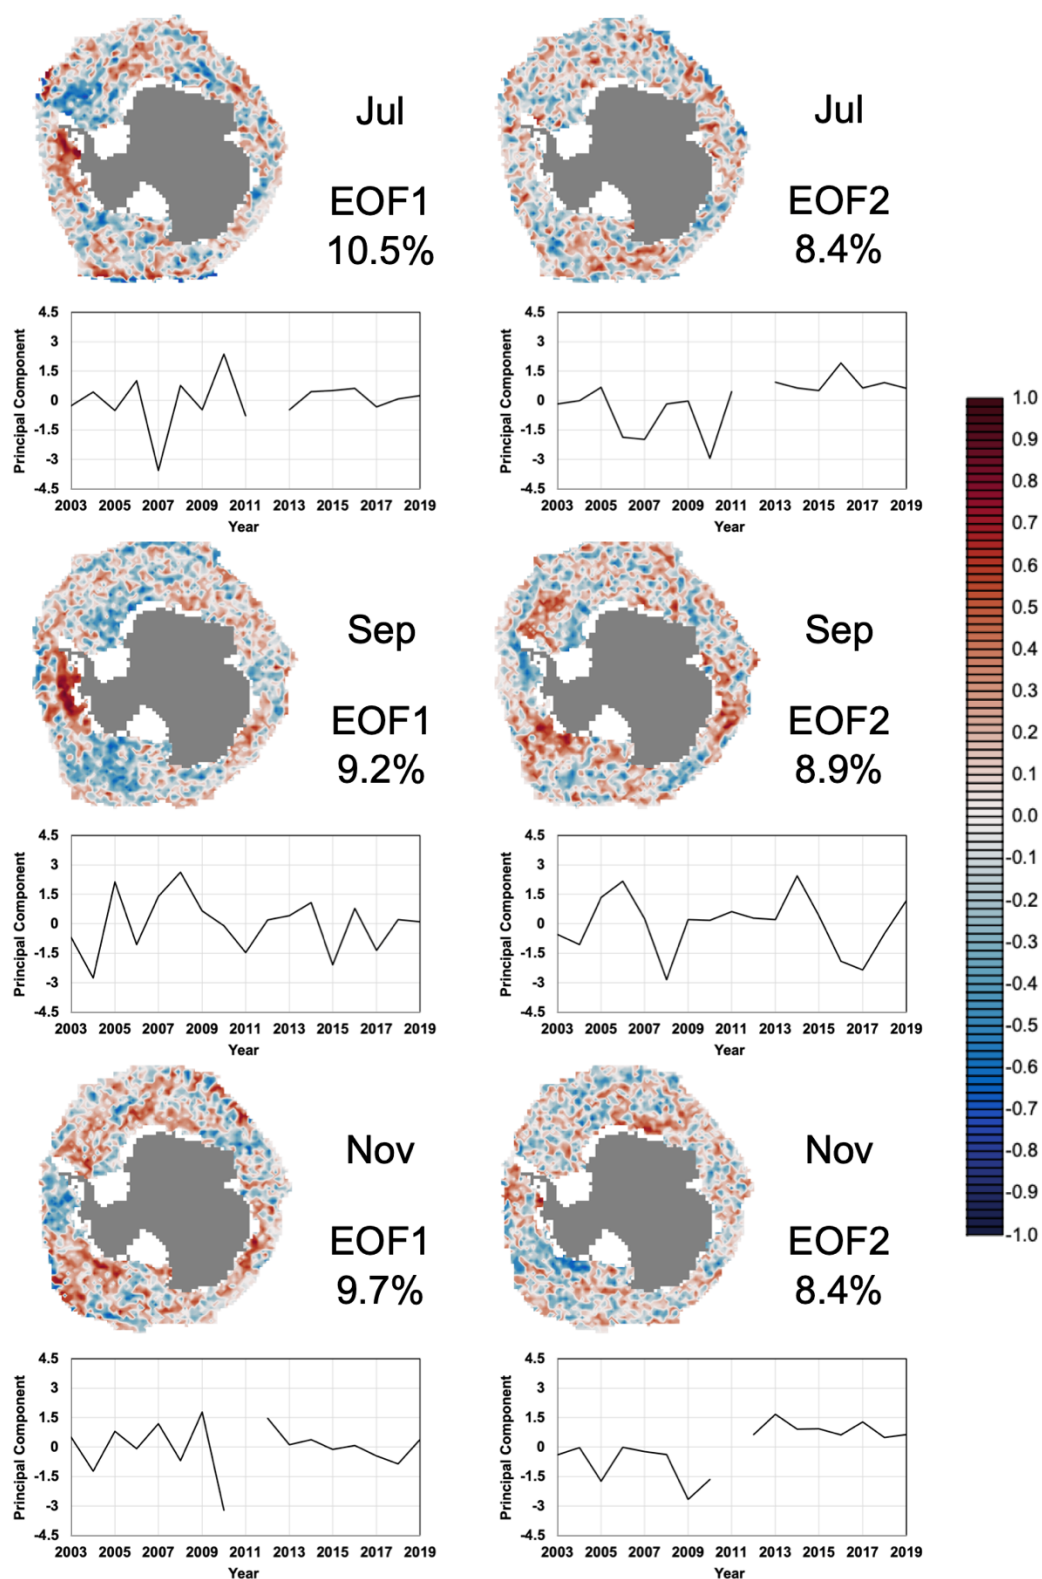 Jul
EOF1
10.5%
Jul
EOF2
8.4%
Principal Component
4.5
3
1.5
0
-1.5
-3
-4.5
2003 2005 2007 2009 2011 2013 2015 2017 2019
Year
Principal Component
4.5
3
1.5
0
-1.5
-3
-4.5
2003 2005 2007 2009 2011 2013 2015 2017 2019
Year
Sep
EOF1
9.2%
Sep
EOF2
8.9%
Principal Component
4.5
3
1.5
0
-1.5
-3
-4.5
2003 2005 2007 2009 2011 2013 2015 2017 2019
Year
Principal Component
4.5
3
1.5
0
-1.5
-3
-4.5
2003 2005 2007 2009 2011 2013 2015 2017 2019
Year
Nov
EOF1
9.7%
Nov
EOF2
8.4%
Principal Component
4.5
3
1.5
0
-1.5
-3
-4.5
2003 2005 2007 2009 2011 2013 2015 2017 2019
Year
Principal Component
4.5
3
1.5
0
-1.5
-3
-4.5
2003 2005 2007 2009 2011 2013 2015 2017 2019
Year
1.0
0.9
0.8
0.7
0.6
0.5
0.4
0.3
0.2
0.1
0.0
-0.1
-0.2
-0.3
-0.4
-0.5
-0.6
-0.7
-0.8
-0.9
-1.0